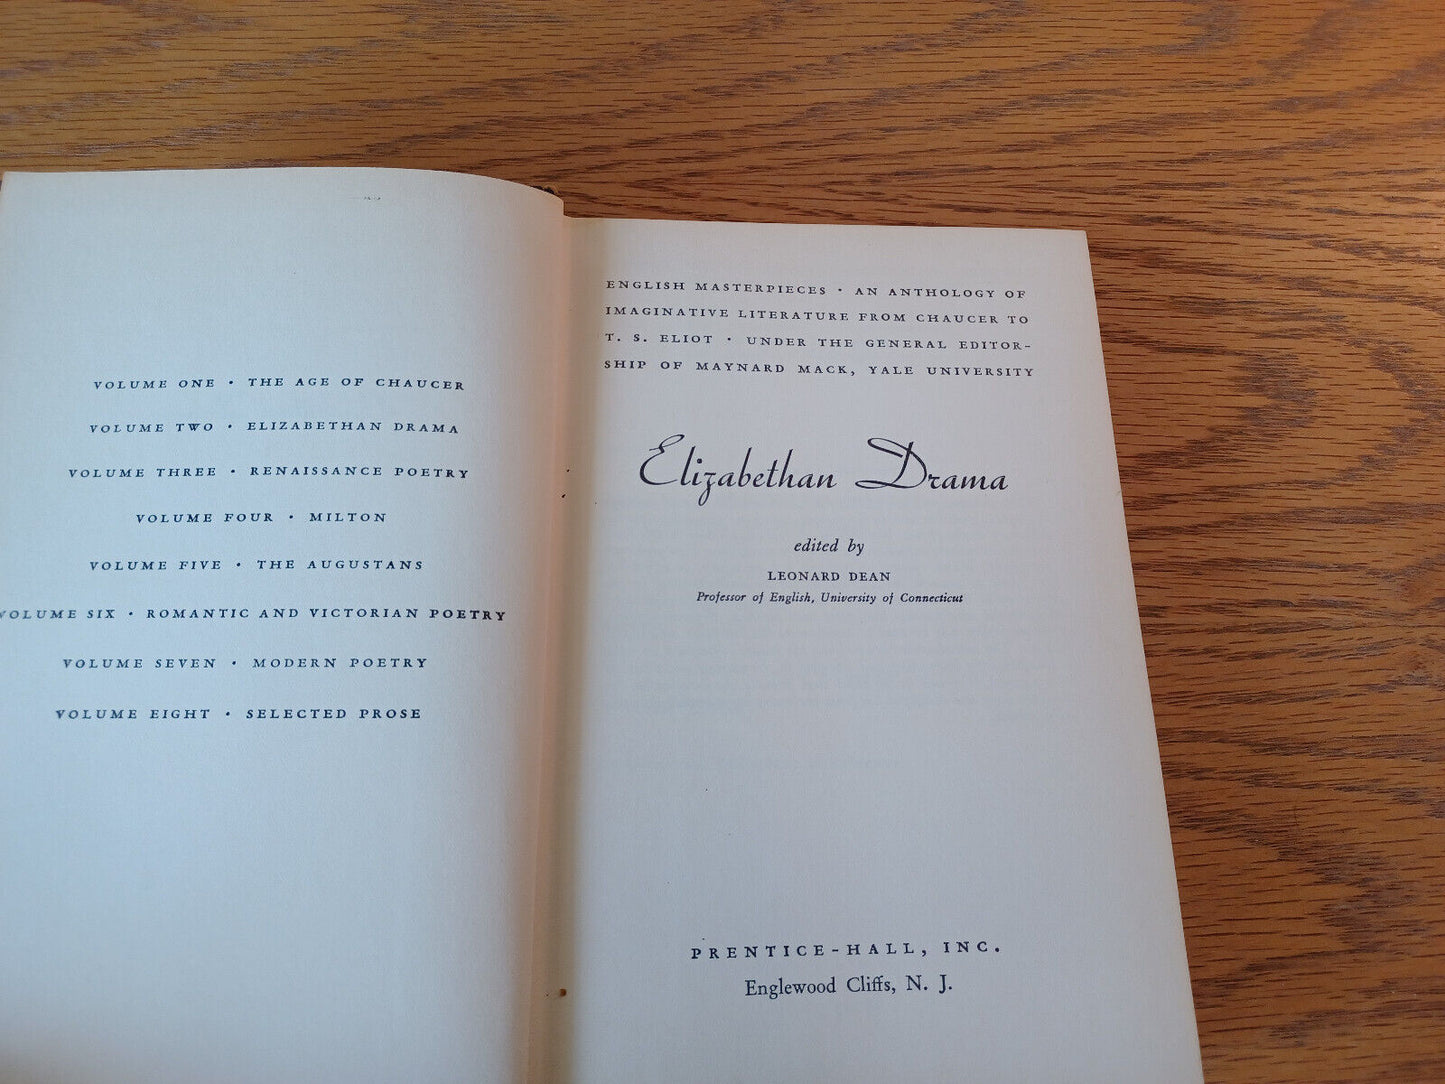 VOLUME ONE · THE AGE OF CHAUCER
VOLUME TWO · ELIZABETHAN DRAMA
VOLUME THREE · RENAISSANCE POETRY
VOLUME FOUR · MILTON
VOLUME FIVE · THE AUGUSTANS
VOLUME SIX · ROMANTIC AND VICTORIAN POETRY
VOLUME SEVEN · MODERN POETRY
VOLUME EIGHT · SELECTED PROSE
ENGLISH MASTERPIECES · AN ANTHOLOGY OF
IMAGINATIVE LITERATURE FROM CHAUCER TO
T. S. ELIOT · UNDER THE GENERAL EDITOR-
SHIP OF MAYNARD MACK, YALE UNIVERSITY
Elizabethan Drama
edited by
LEONARD DEAN
Professor of English, University of Connecticut
PRENTICE-HALL, INC.
Englewood Cliffs, N. J.